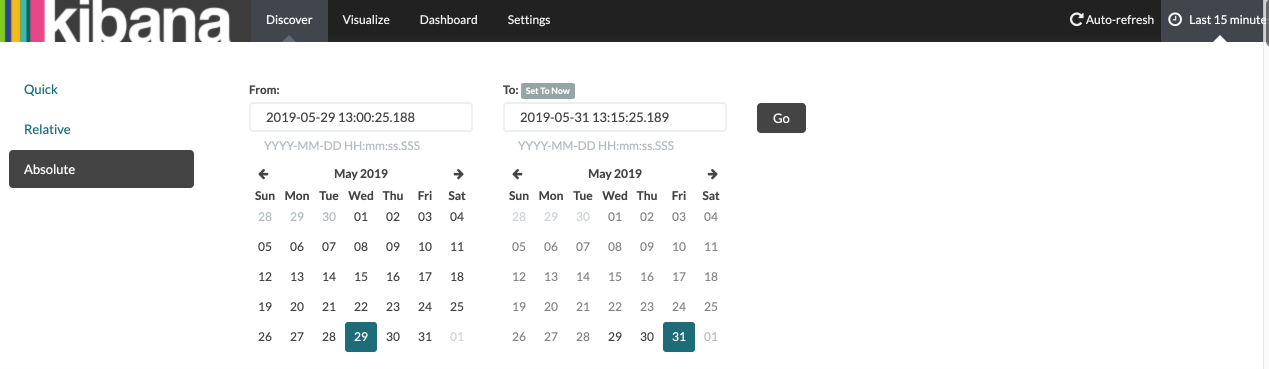 kibana Discover Visualize Dashboard Settings Auto-refresh Last 15 minute
Quick
Relative
Absolute
From:
2019-05-29 13:00:25.188
YYYY-MM-DD HH:mm:ss.SSS
May 2019
Sun Mon Tue Wed Thu Fri Sat
28 29 30 01 02 03 04
05 06 07 08 09 10 11
12 13 14 15 16 17 18
19 20 21 22 23 24 25
26 27 28 29 30 31 01
To: Set To Now
2019-05-31 13:15:25.189
YYYY-MM-DD HH:mm:ss.SSS
May 2019
Sun Mon Tue Wed Thu Fri Sat
28 29 30 01 02 03 04
05 06 07 08 09 10 11
12 13 14 15 16 17 18
19 20 21 22 23 24 25
26 27 28 29 30 31 01
Go